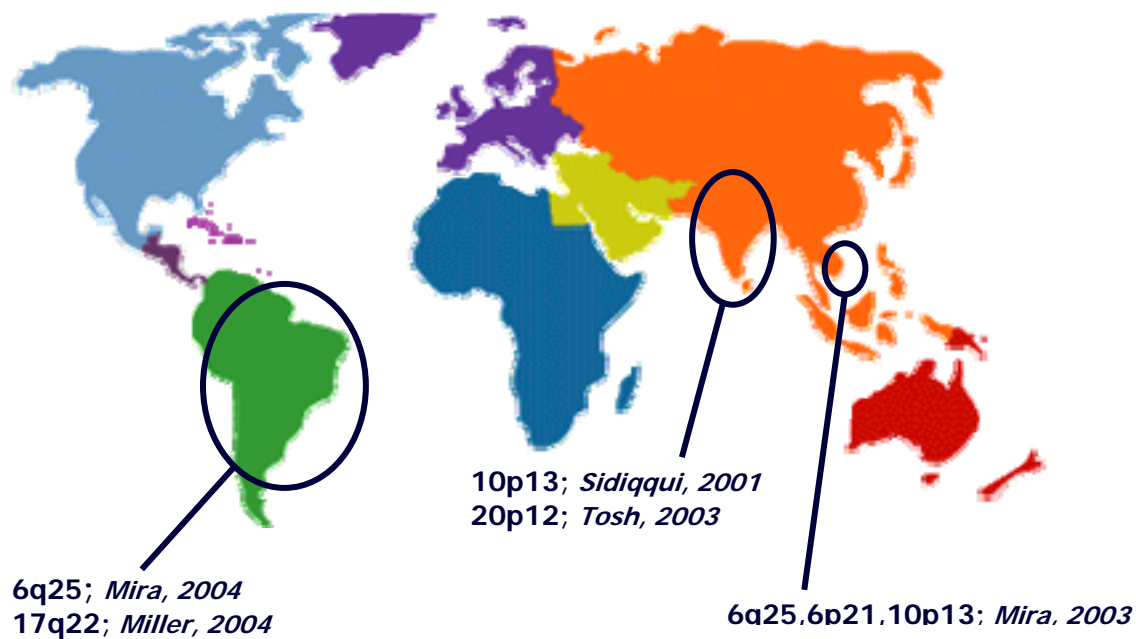 10p13; Sidiqqui, 2001
20p12; Tosh, 2003
6q25; Mira, 2004
17q22; Miller, 2004
6q25,6p21,10p13; Mira, 2003